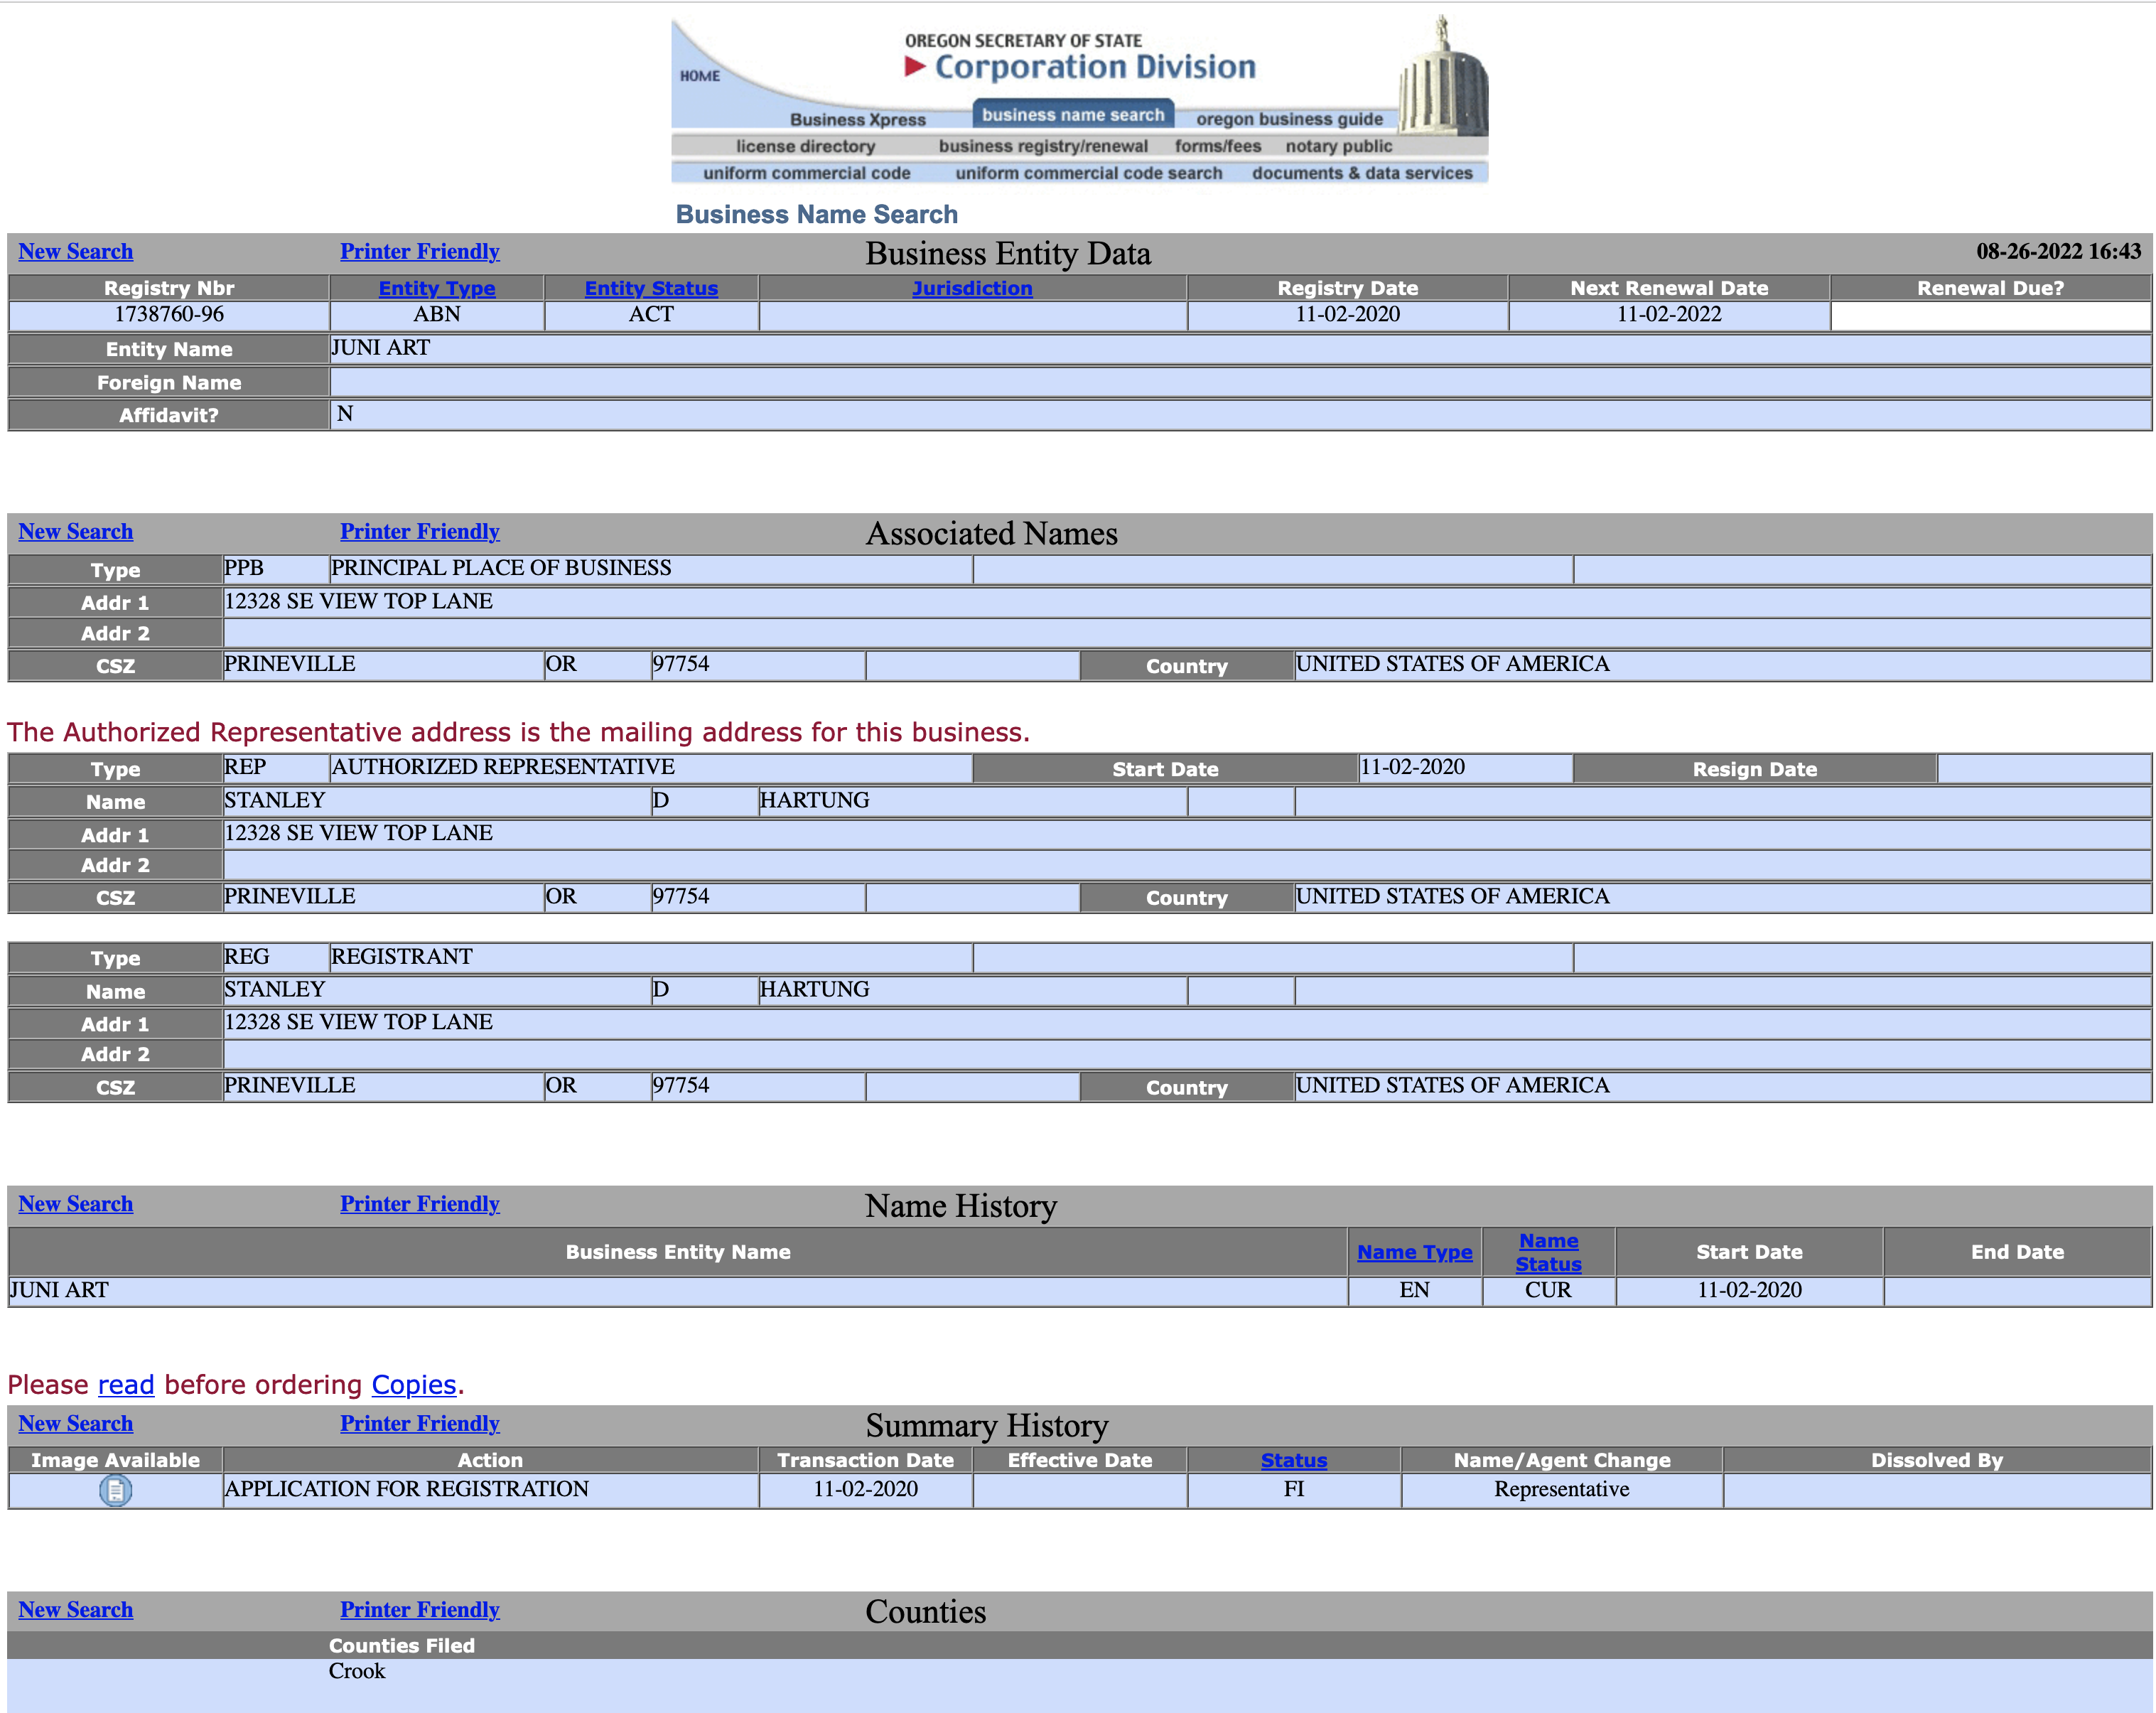 OREGON SECRETARY OF STATE
HOME
Corporation Division
Business Xpress business name search oregon business guide
license directory business registry/renewal forms/fees notary public
uniform commercial code uniform commercial code search documents & data services
Business Name Search
New Search Printer Friendly Business Entity Data 08-26-2022 16:43
Registry Nbr Entity Type Entity Status Jurisdiction Registry Date Next Renewal Date Renewal Due?
1738760-96 ABN ACT 11-02-2020 11-02-2022
Entity Name JUNI ART
Foreign Name
Affidavit? N
New Search Printer Friendly Associated Names
Type PPB PRINCIPAL PLACE OF BUSINESS
Addr 1 12328 SE VIEW TOP LANE
Addr 2
CSZ PRINEVILLE OR 97754 Country UNITED STATES OF AMERICA
The Authorized Representative address is the mailing address for this business.
Type REP AUTHORIZED REPRESENTATIVE Start Date 11-02-2020 Resign Date
Name STANLEY D HARTUNG
Addr 1 12328 SE VIEW TOP LANE
Addr 2
CSZ PRINEVILLE OR 97754 Country UNITED STATES OF AMERICA
Type REG REGISTRANT
Name STANLEY D HARTUNG
Addr 1 12328 SE VIEW TOP LANE
Addr 2
CSZ PRINEVILLE OR 97754 Country UNITED STATES OF AMERICA
New Search Printer Friendly Name History
Business Entity Name Name Type Name Status Start Date End Date
JUNI ART EN CUR 11-02-2020
Please read before ordering Copies.
New Search Printer Friendly Summary History
Image Available Action Transaction Date Effective Date Status Name/Agent Change Dissolved By
APPLICATION FOR REGISTRATION 11-02-2020 FI Representative
New Search Printer Friendly Counties
Counties Filed
Crook